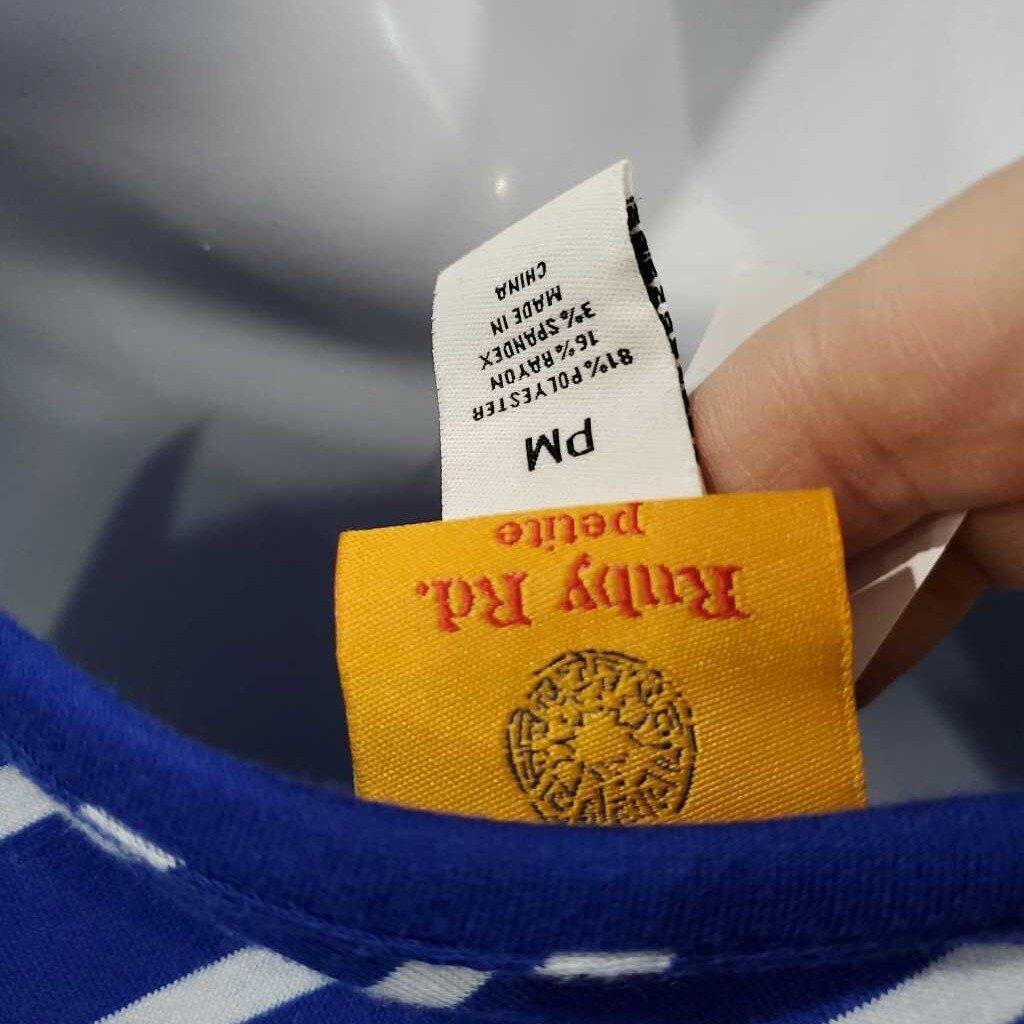 Ruby Rd.
petite
PM
81% POLYESTER
16% RAYON
3% SPANDEX
MADE IN
CHINA